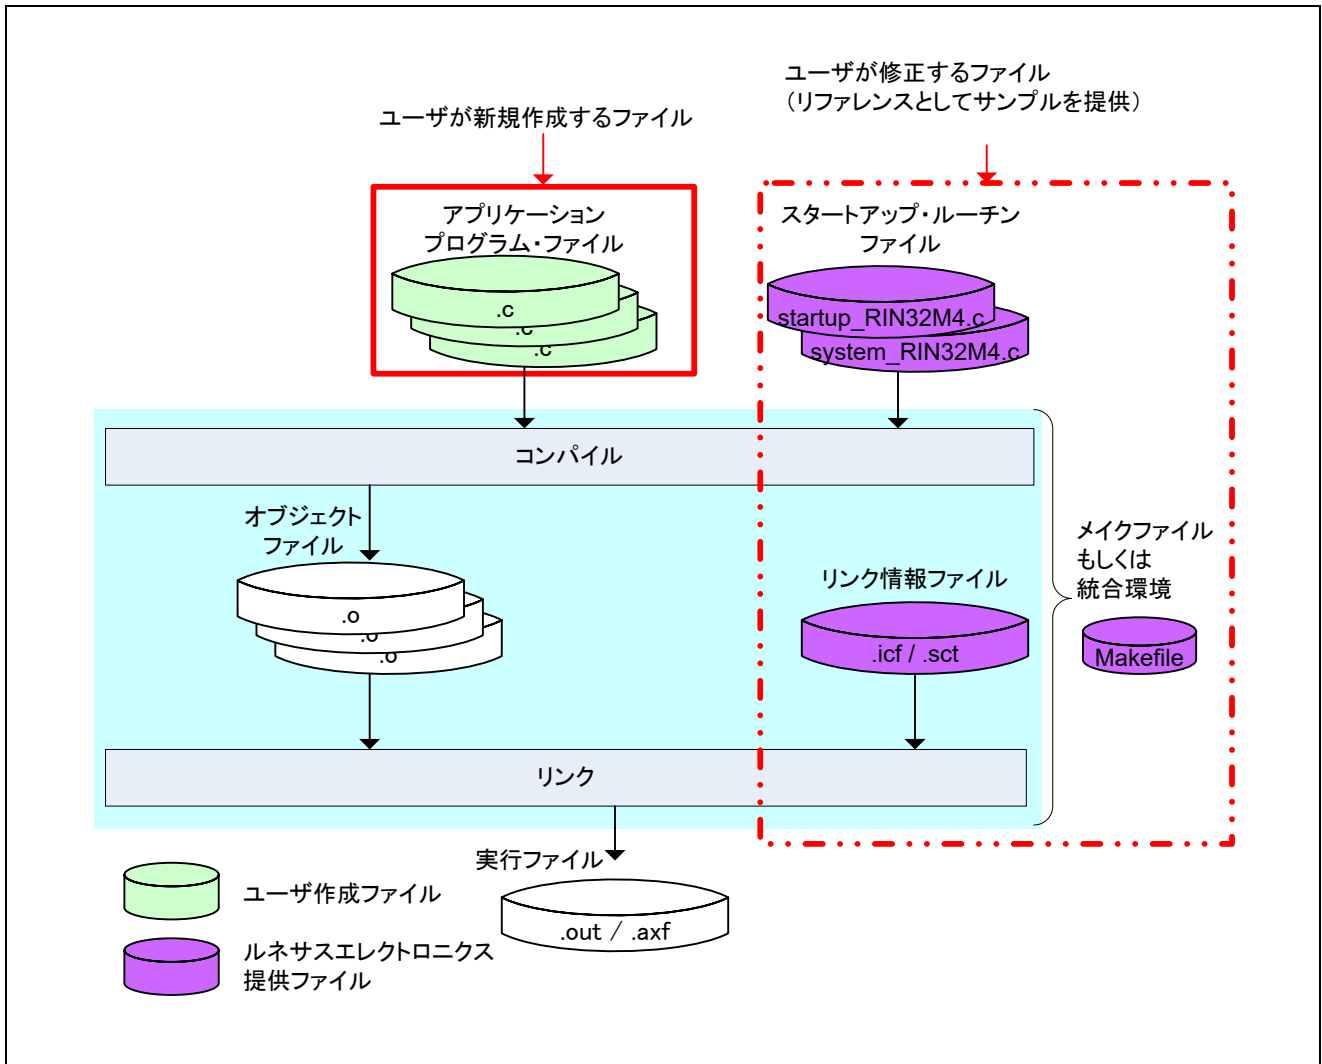 ユーザが修正するファイル
（リファレンスとしてサンプルを提供）
ユーザが新規作成するファイル
アプリケーション
プログラム・ファイル
.c
.c
.c
スタートアップ・ルーチン
ファイル
startup_RIN32M4.c
system_RIN32M4.c
コンパイル
オブジェクト
ファイル
.o
.o
.o
リンク情報ファイル
.icf / .sct
メイクファイル
もしくは
統合環境
Makefile
リンク
実行ファイル
.out / .axf
ユーザ作成ファイル
ルネサスエレクトロニクス
提供ファイル